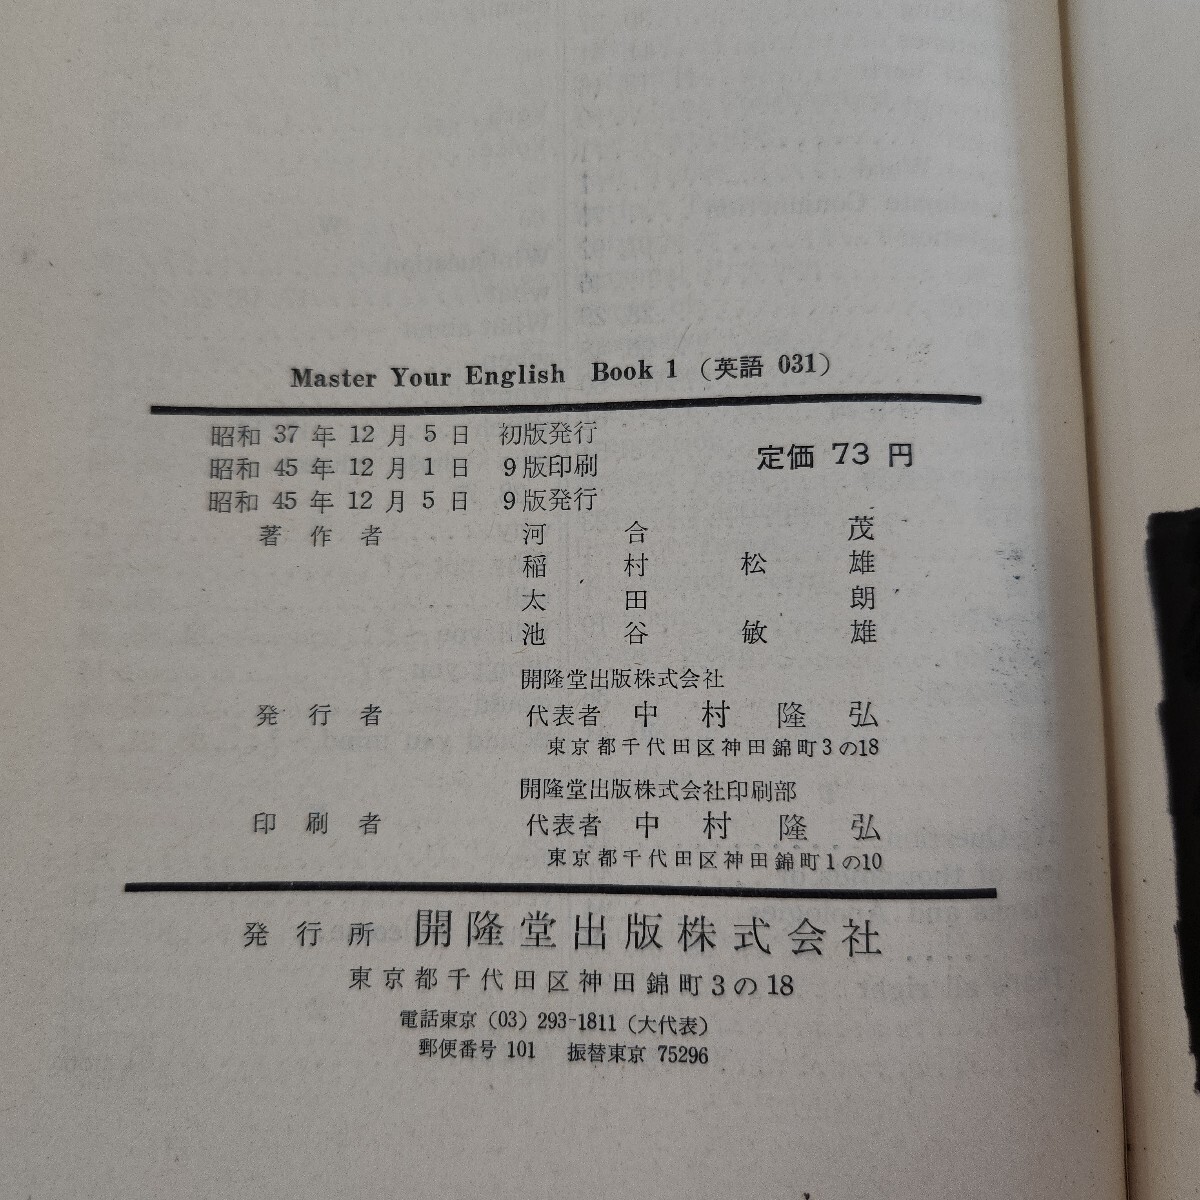 Master Your English Book 1 (英語 031)
昭和 37 年 12 月 5 日 初版発行
昭和 45 年 12 月 1 日 9 版印刷
昭和 45 年 12 月 5 日 9 版発行
定価 73 円
著作者 河合茂
稲村松雄
太田朗
池谷敏雄
開隆堂出版株式会社
発行者 代表者 中村隆弘
東京都千代田区神田錦町3の18
開隆堂出版株式会社印刷部
印刷者 代表者 中村隆弘
東京都千代田区神田錦町1の10
発行所 開隆堂出版株式会社
東京都千代田区神田錦町3の18
電話東京 (03) 293-1811 (大代表)
郵便番号 101 振替東京 75296